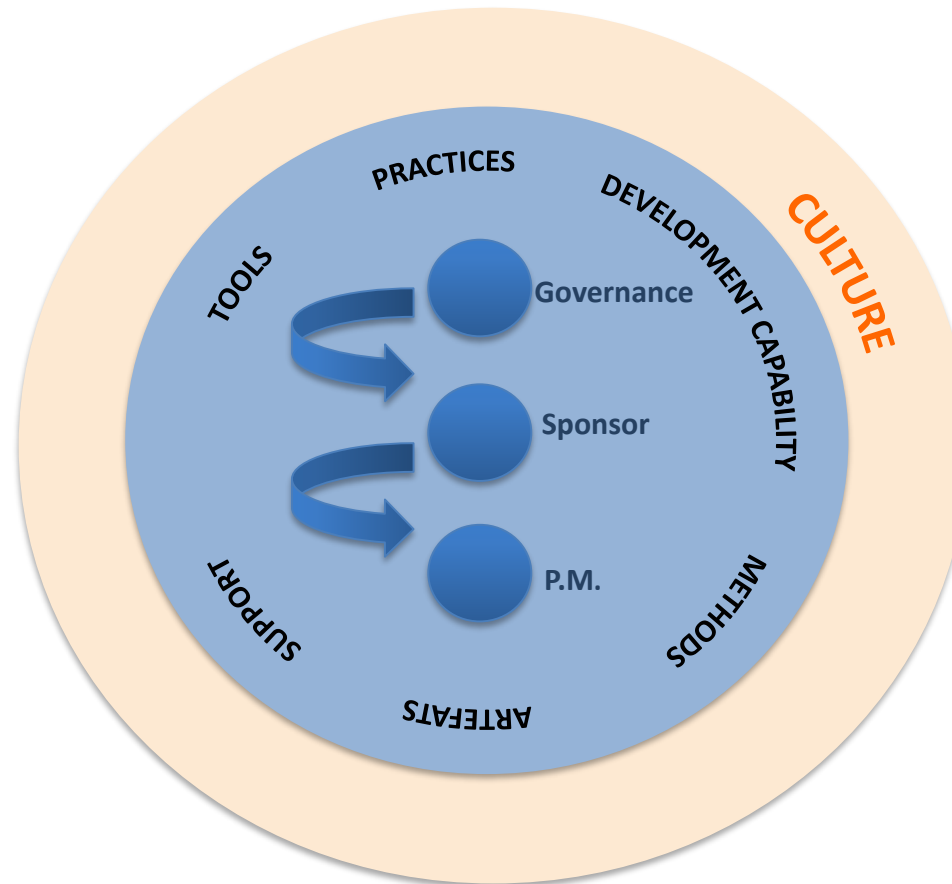 PRACTICES
DEVELOPMENT CAPABILITY
CULTURE
TOOLS
Governance
Sponsor
P.M.
SUPPORT
METHODS
ARTEFATS